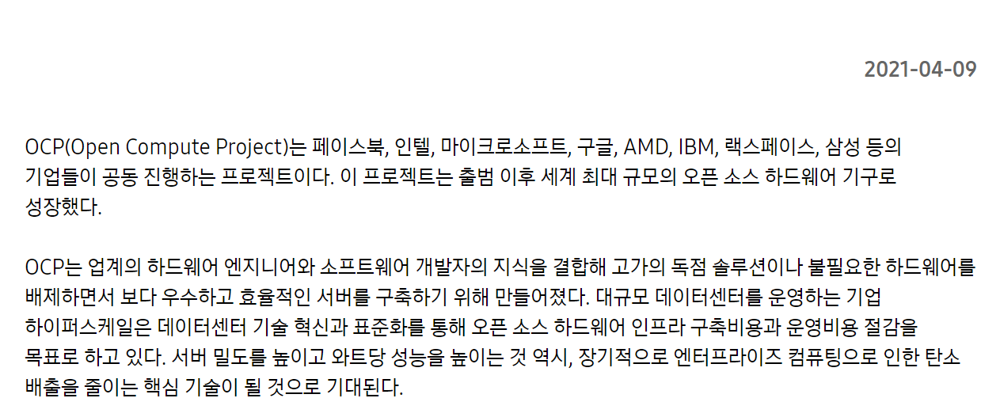 2021-04-09
OCP(Open Compute Project)는 페이스북, 인텔, 마이크로소프트, 구글, AMD, IBM, 랙스페이스, 삼성 등의
기업들이 공동 진행하는 프로젝트이다. 이 프로젝트는 출범 이후 세계 최대 규모의 오픈 소스 하드웨어 기구로
성장했다.
OCP는 업계의 하드웨어 엔지니어와 소프트웨어 개발자의 지식을 결합해 고가의 독점 솔루션이나 불필요한 하드웨어를
배제하면서 보다 우수하고 효율적인 서버를 구축하기 위해 만들어졌다. 대규모 데이터센터를 운영하는 기업
하이퍼스케일은 데이터센터 기술 혁신과 표준화를 통해 오픈 소스 하드웨어 인프라 구축비용과 운영비용 절감을
목표로 하고 있다. 서버 밀도를 높이고 와트당 성능을 높이는 것 역시, 장기적으로 엔터프라이즈 컴퓨팅으로 인한 탄소
배출을 줄이는 핵심 기술이 될 것으로 기대된다.